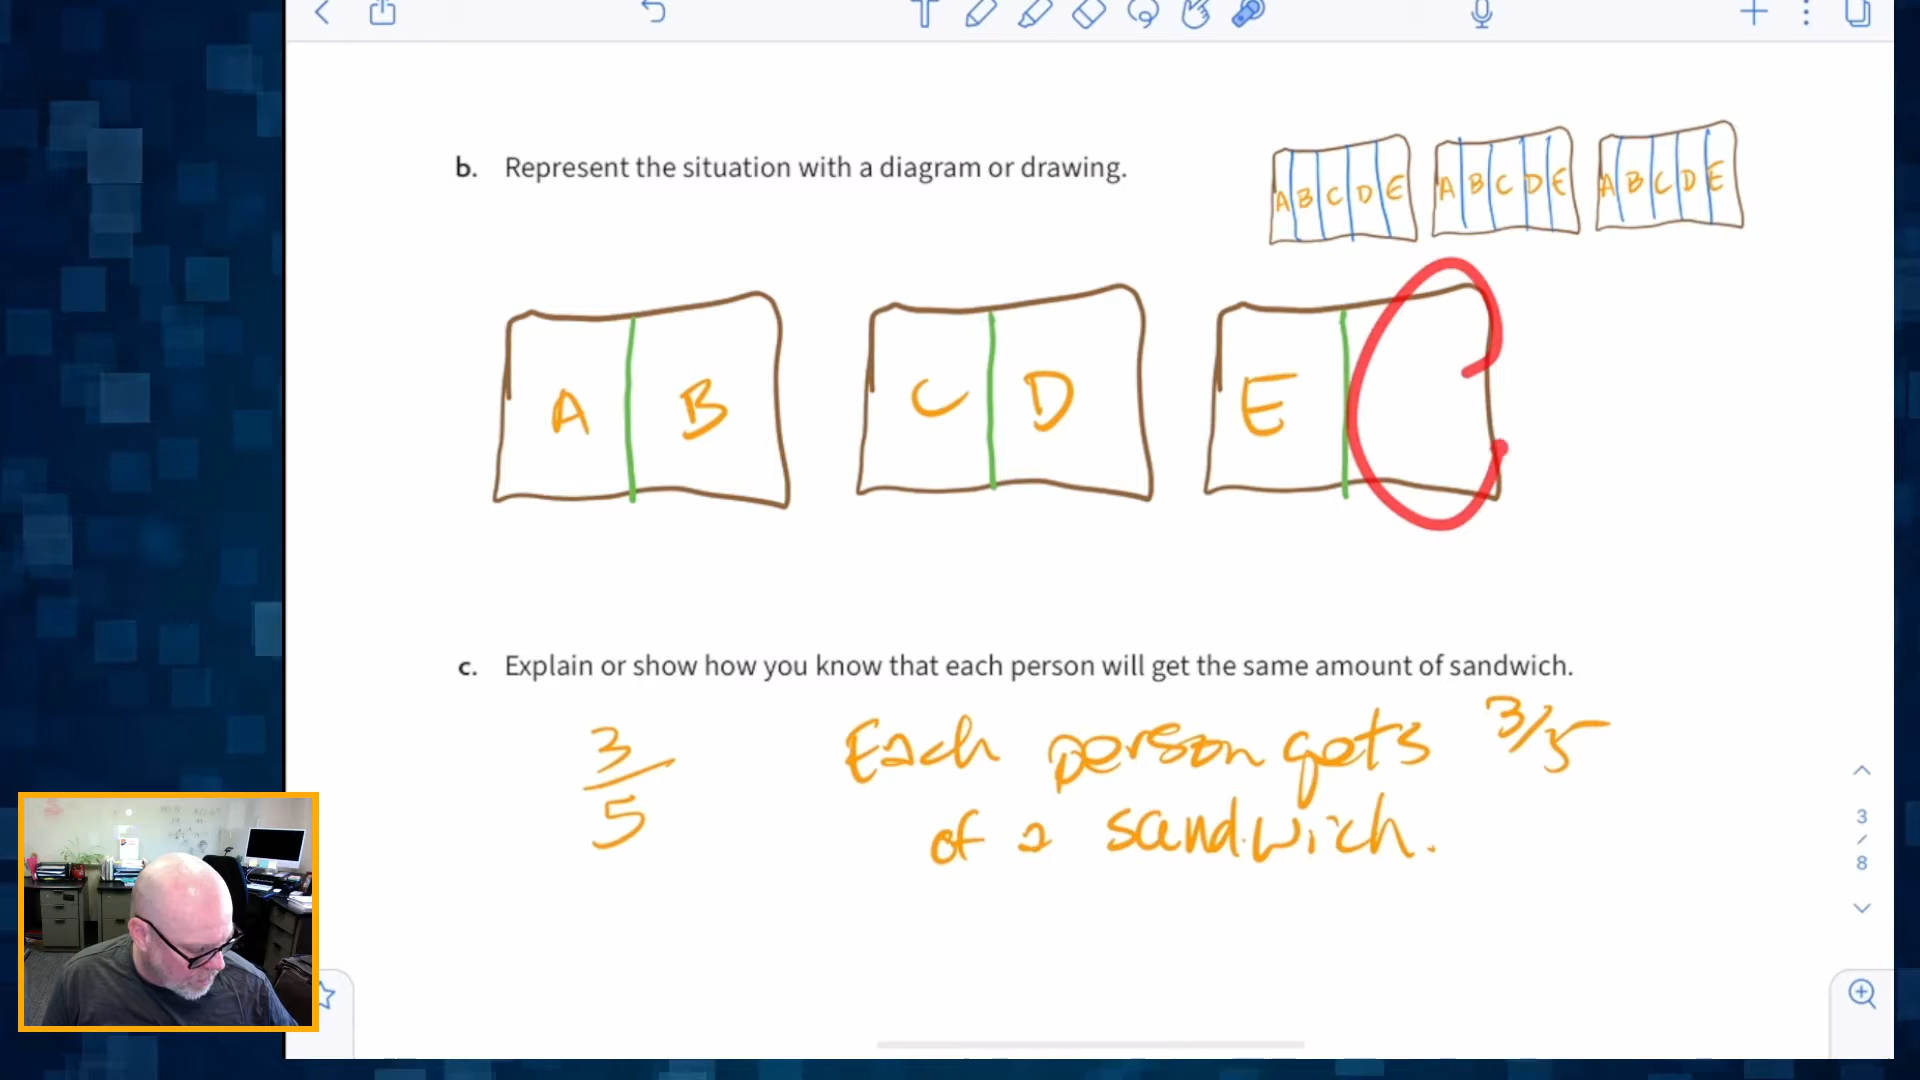 b. Represent the situation with a diagram or drawing.
A B C D E A B C D E A B C D E
A B C D E
c. Explain or show how you know that each person will get the same amount of sandwich.
3/5 Each person gets 3/5
of a sandwich.
3
/
8